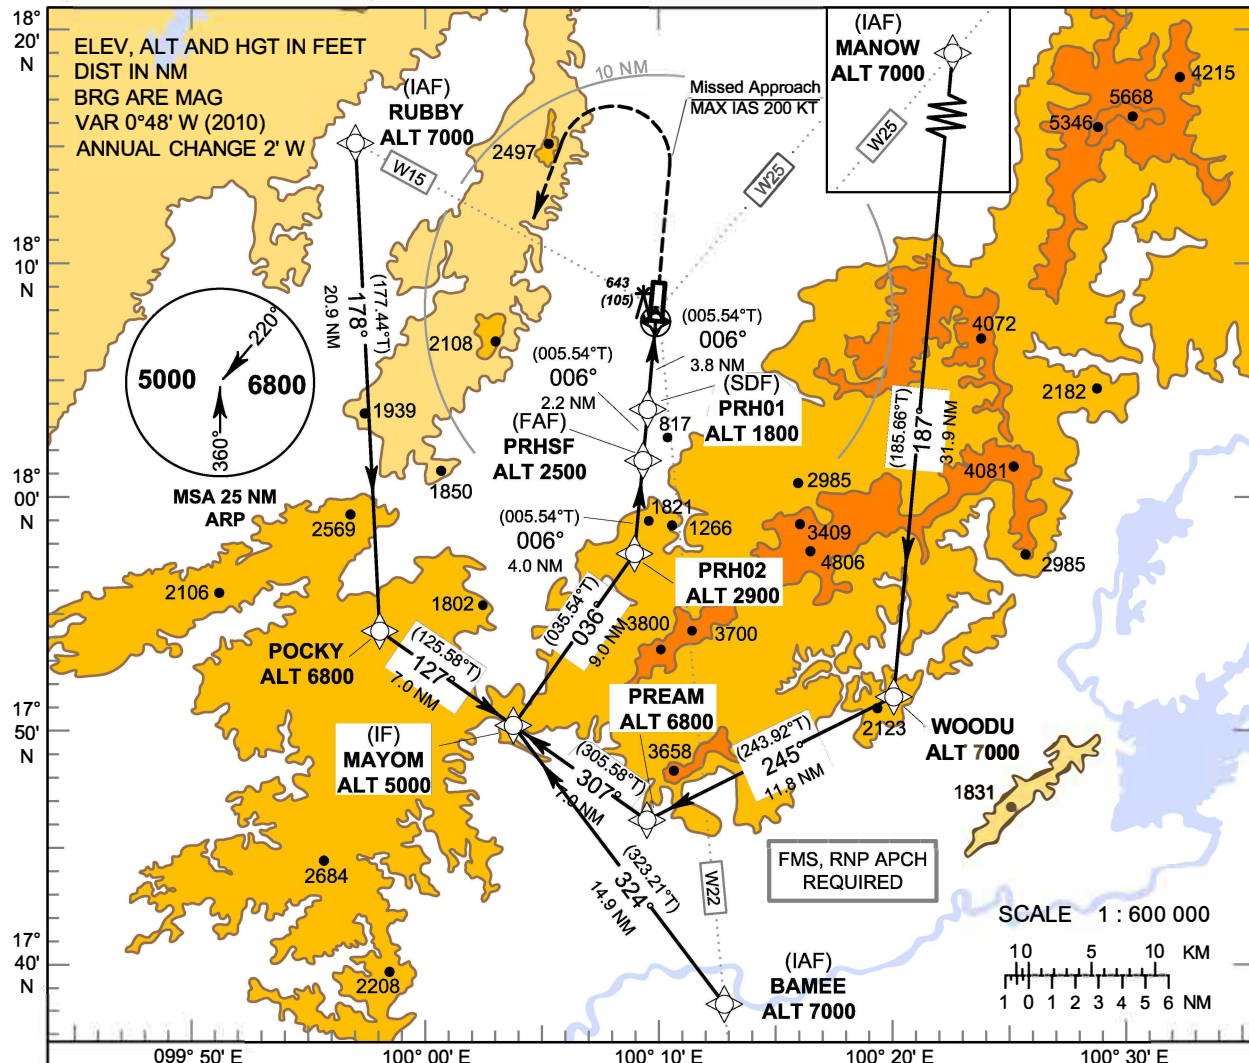 18°
20'
N
ELEV, ALT AND HGT IN FEET
DIST IN NM
BRG ARE MAG
VAR 0°48' W (2010)
ANNUAL CHANGE 2' W
(IAF)
RUBBY
ALT 7000
10 NM
Missed Approach
MAX IAS 200 KT
(IAF)
MANOW
ALT 7000
W25
W25
W15
4215
5668
5346
2497
18°
10'
N
5000
6800
220°
360°
MSA 25 NM
ARP
(177.44°T)
178°
20.9 NM
2108
1939
1850
643
(105)
(005.54°T)
006°
3.8 NM
(005.54°T)
006°
2.2 NM
(SDF)
PRH01
ALT 1800
(FAF)
PRHSF
ALT 2500
817
4072
2182
(185.66°T)
187°
31.9 NM
4081
2985
18°
00'
N
2569
2106
1802
(005.54°T)
006°
4.0 NM
1821
1266
3409
4806
2985
PRH02
ALT 2900
(035.54°T)
036°
9.0 NM
3800
3700
POCKY
ALT 6800
(125.58°T)
127°
7.0 NM
17°
50'
N
(IF)
MAYOM
ALT 5000
PREAM
ALT 6800
3658
(305.58°T)
307°
7.0 NM
(243.92°T)
245°
11.8 NM
2123
WOODU
ALT 7000
1831
(323.21°T)
324°
14.9 NM
W22
FMS, RNP APCH
REQUIRED
2684
2208
17°
40'
N
(IAF)
BAMEE
ALT 7000
SCALE 1 : 600 000
1 0 5 10 KM
1 0 1 2 3 4 5 6 NM
099° 50' E
100° 00' E
100° 10' E
100° 20' E
100° 30' E